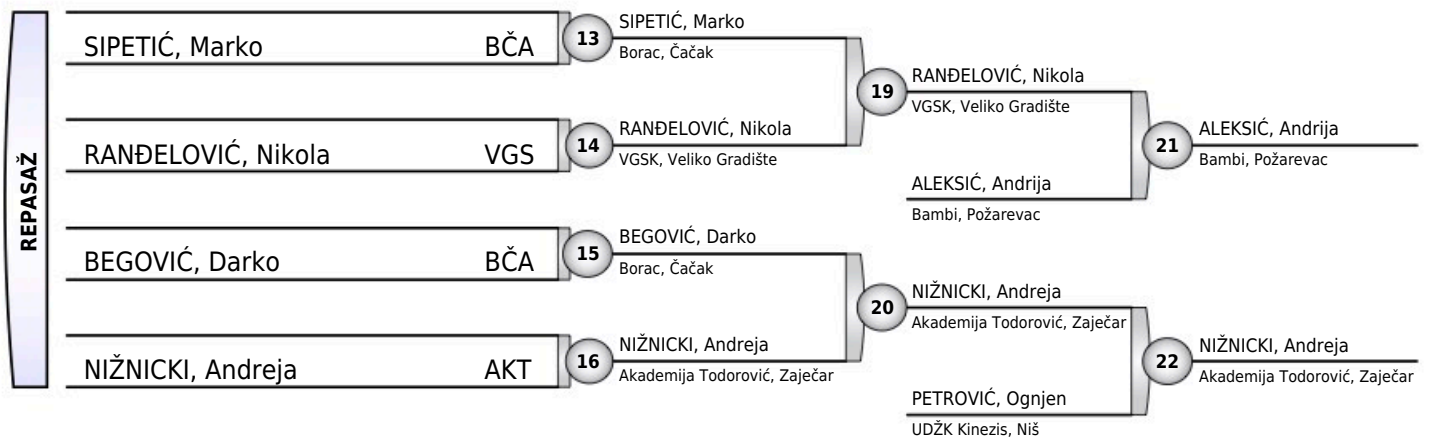 REPASAŽ
SIPETIĆ, Marko BČA
RANĐELOVIĆ, Nikola VGS
BEGOVIĆ, Darko BČA
NIŽNICKI, Andreja AKT
13
SIPETIĆ, Marko
Borac, Čačak
14
RANĐELOVIĆ, Nikola
VGSK, Veliko Gradište
15
BEGOVIĆ, Darko
Borac, Čačak
16
NIŽNICKI, Andreja
Akademija Todorović, Zaječar
19
RANĐELOVIĆ, Nikola
VGSK, Veliko Gradište
ALEKSIĆ, Andrija
Bambi, Požarevac
20
NIŽNICKI, Andreja
Akademija Todorović, Zaječar
PETROVIĆ, Ognjen
UDŽK Kinezis, Niš
21
ALEKSIĆ, Andrija
Bambi, Požarevac
22
NIŽNICKI, Andreja
Akademija Todorović, Zaječar